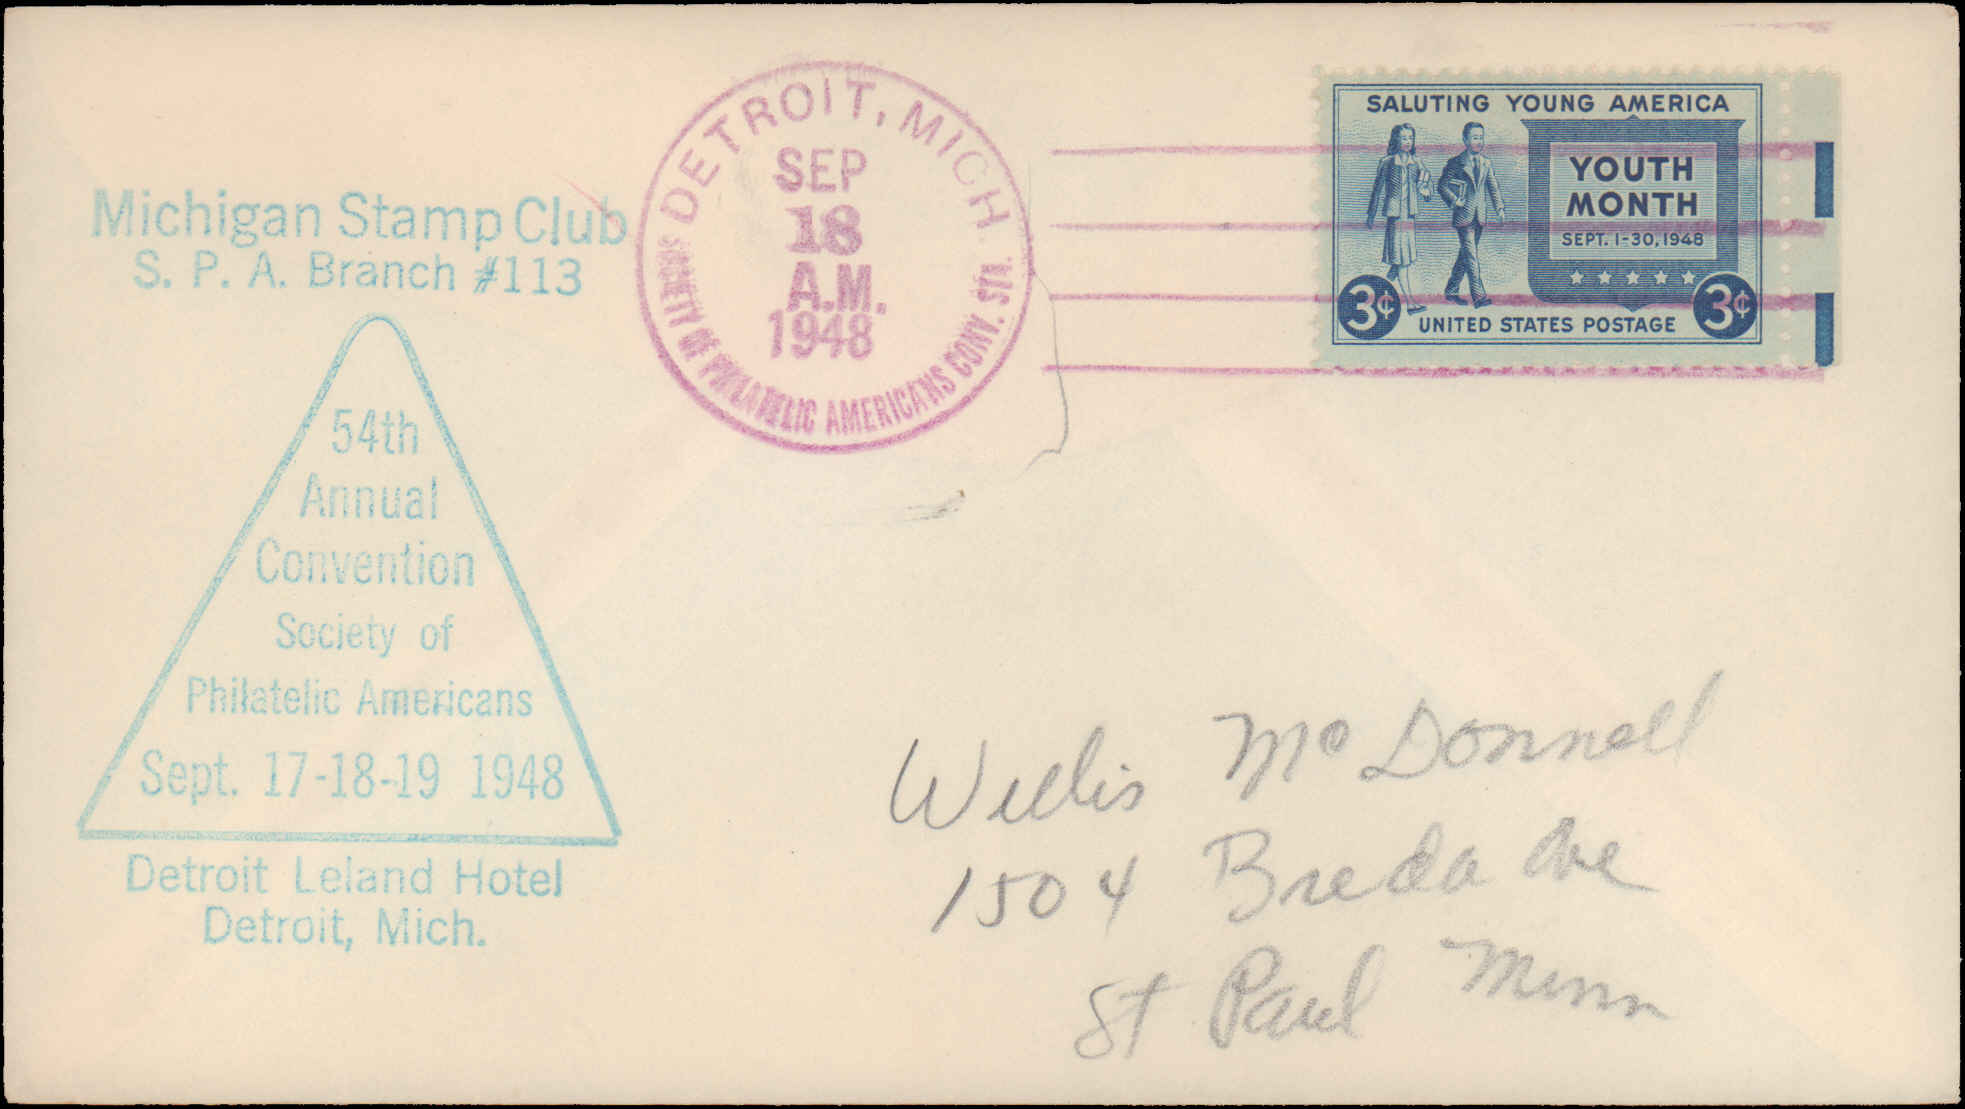 Michigan Stamp Club
S. P. A. Branch #113
54th
Annual
Convention
Society of
Philatelic Americans
Sept. 17-18-19 1948
Detroit Leland Hotel
Detroit, Mich.
DETROIT, MICH.
SEP
18
A.M.
1948
SOCIETY OF PHILATELIC AMERICANS CONV. STA.
SALUTING YOUNG AMERICA
YOUTH
MONTH
SEPT. 1-30, 1948
3¢ 3¢
UNITED STATES POSTAGE
Willis McDonnell
1504 Breda Ave
St Paul Minn